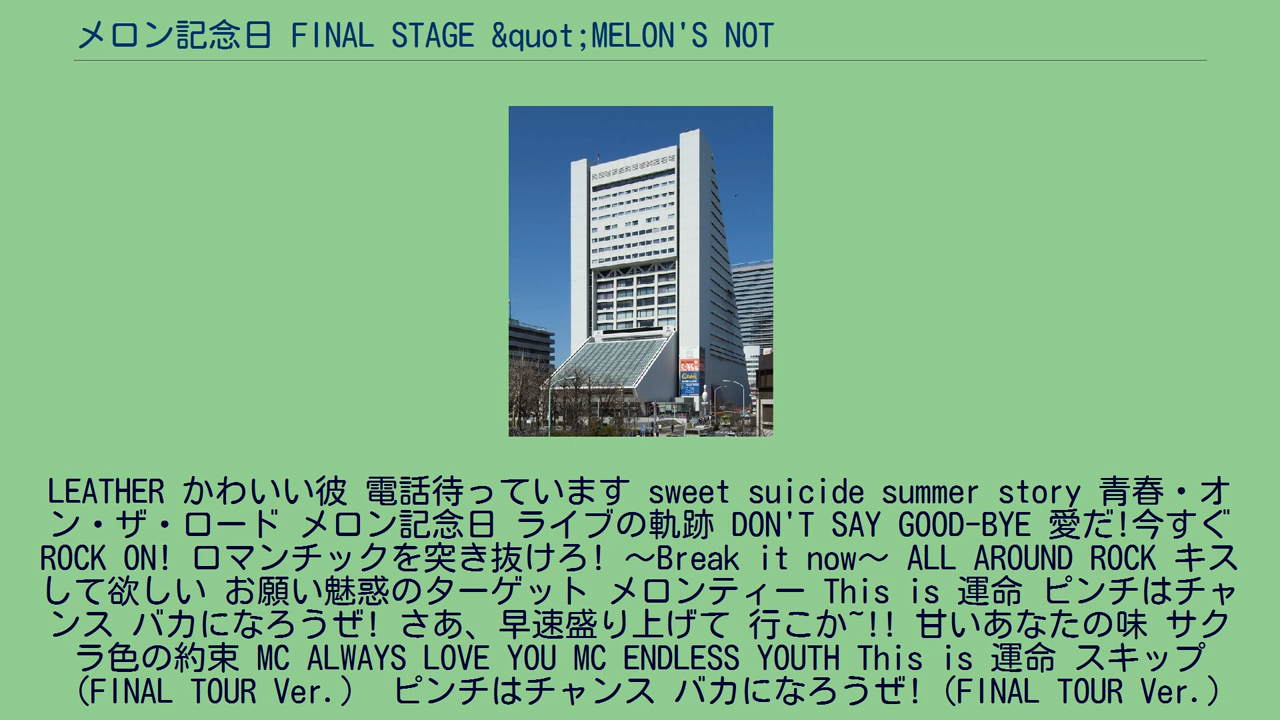 メロン記念日 FINAL STAGE &quot;MELON'S NOT
LEATHER かわいい彼 電話待っています sweet suicide summer story 青春・オ
ン・ザ・ロード メロン記念日 ライブの軌跡 DON'T SAY GOOD-BYE 愛だ!今すぐ
ROCK ON! ロマンチックを突き抜けろ! ～Break it now～ ALL AROUND ROCK キス
して欲しい お願い魅惑のターゲット メロンティー This is 運命 ピンチはチャ
ンス バカになろうぜ! さあ、早速盛り上げて 行こか~!! 甘いあなたの味 サク
ラ色の約束 MC ALWAYS LOVE YOU MC ENDLESS YOUTH This is 運命 スキップ
（FINAL TOUR Ver.） ピンチはチャンス バカになろうぜ!（FINAL TOUR Ver.）